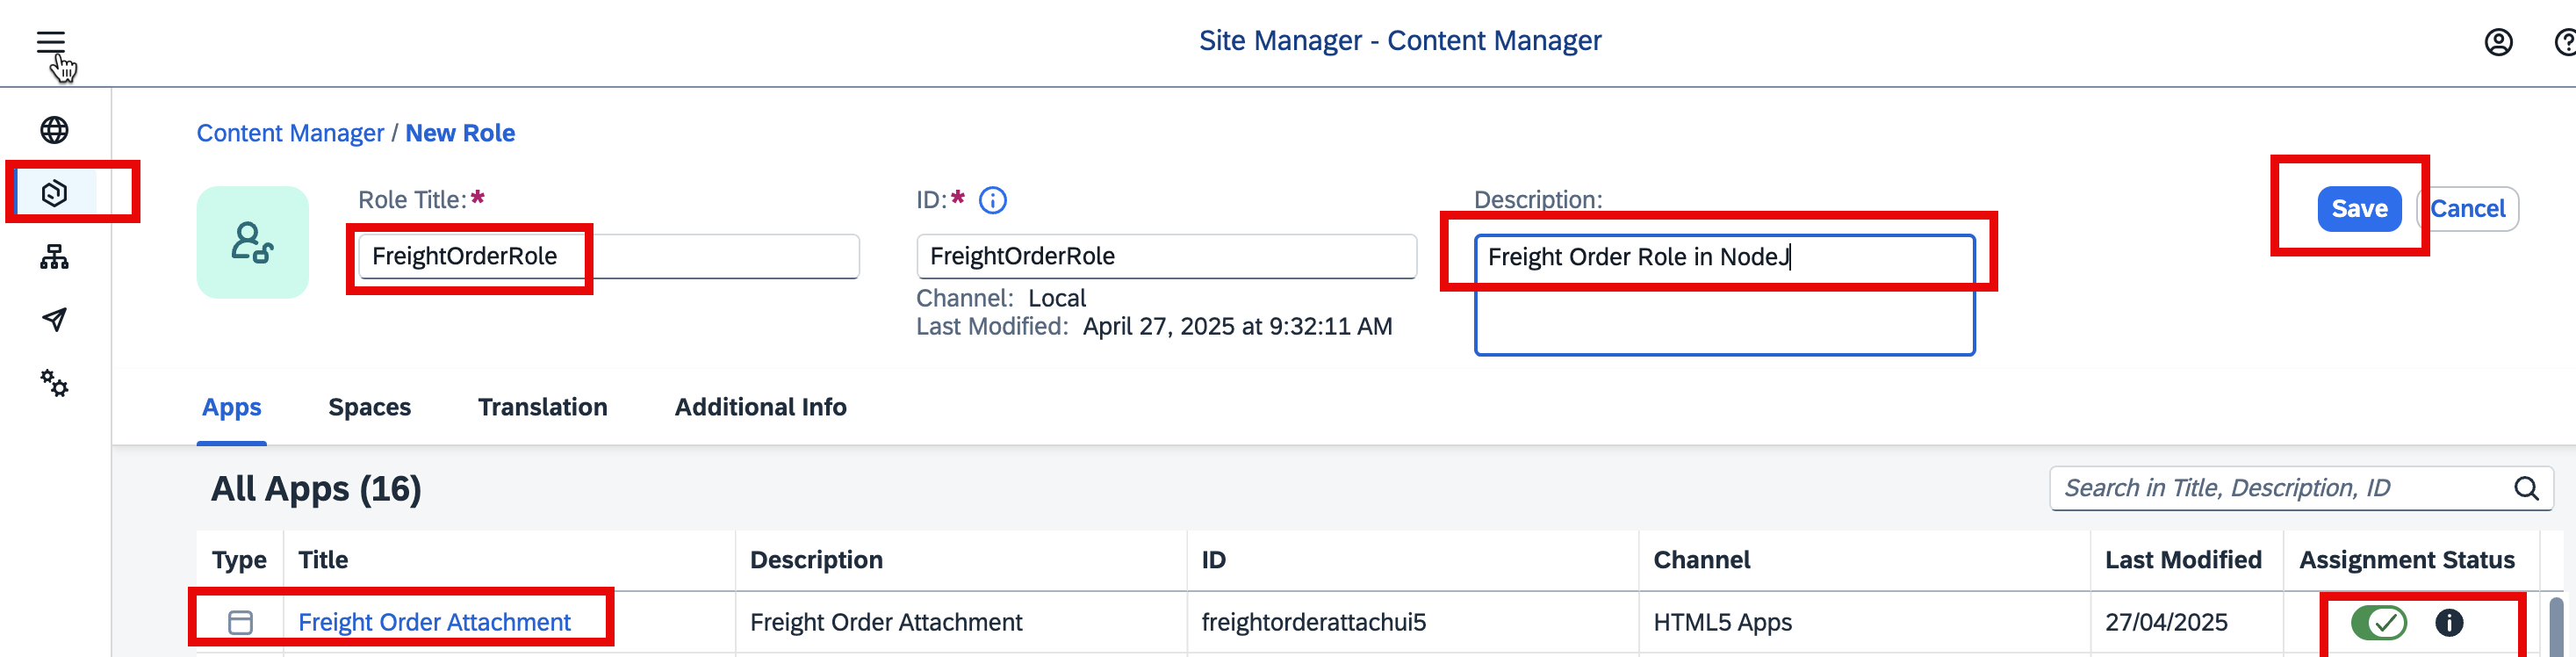 Site Manager - Content Manager
Content Manager / New Role
Role Title:*
ID:*
Description:
FreightOrderRole
FreightOrderRole
Freight Order Role in NodeJ
Save
Cancel
Channel: Local
Last Modified: April 27, 2025 at 9:32:11 AM
Apps Spaces Translation Additional Info
All Apps (16)
Search in Title, Description, ID
Type Title Description ID Channel Last Modified Assignment Status
Freight Order Attachment Freight Order Attachment freightorderattachui5 HTML5 Apps 27/04/2025